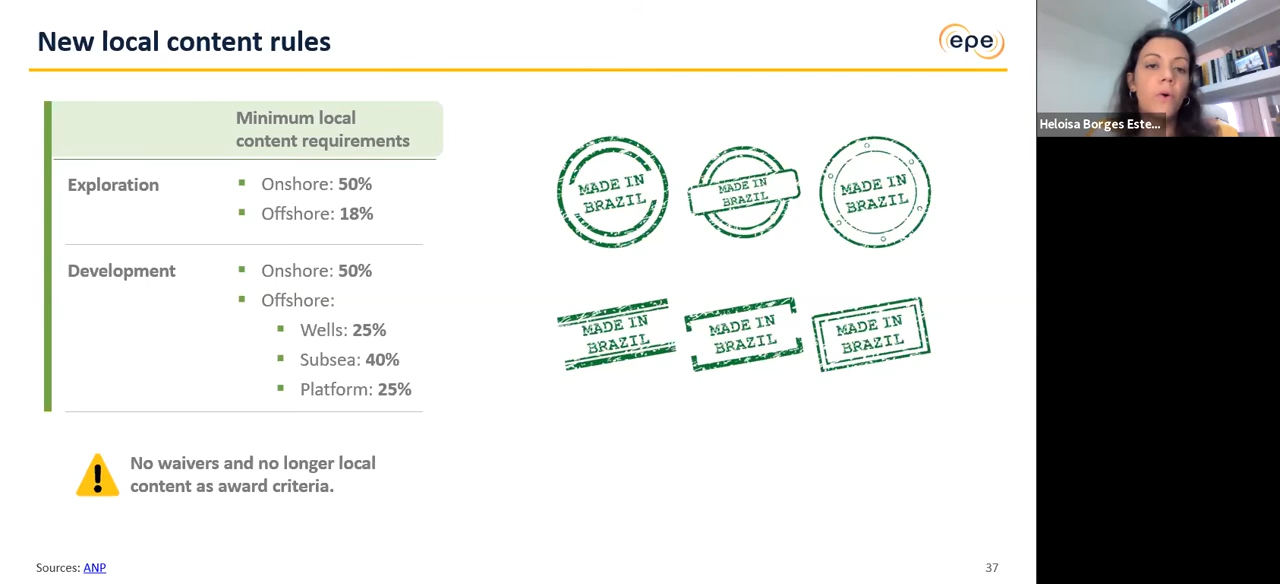 New local content rules
epe
Heloisa Borges Este...
Minimum local
content requirements
Exploration
Onshore: 50%
Offshore: 18%
Development
Onshore: 50%
Offshore:
Wells: 25%
Subsea: 40%
Platform: 25%
MADE IN
BRAZIL
MADE IN
BRAZIL
MADE IN
BRAZIL
MADE IN
BRAZIL
MADE IN
BRAZIL
MADE IN
BRAZIL
No waivers and no longer local
content as award criteria.
Sources: ANP
37